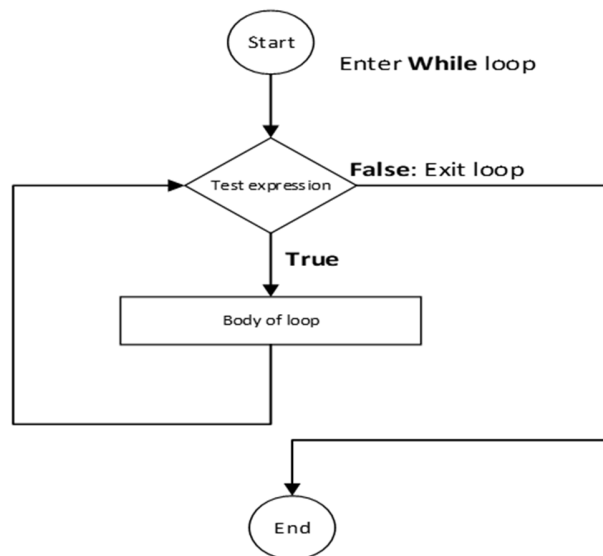 Start
Enter While loop
False: Exit loop
Test expression
True
Body of loop
End